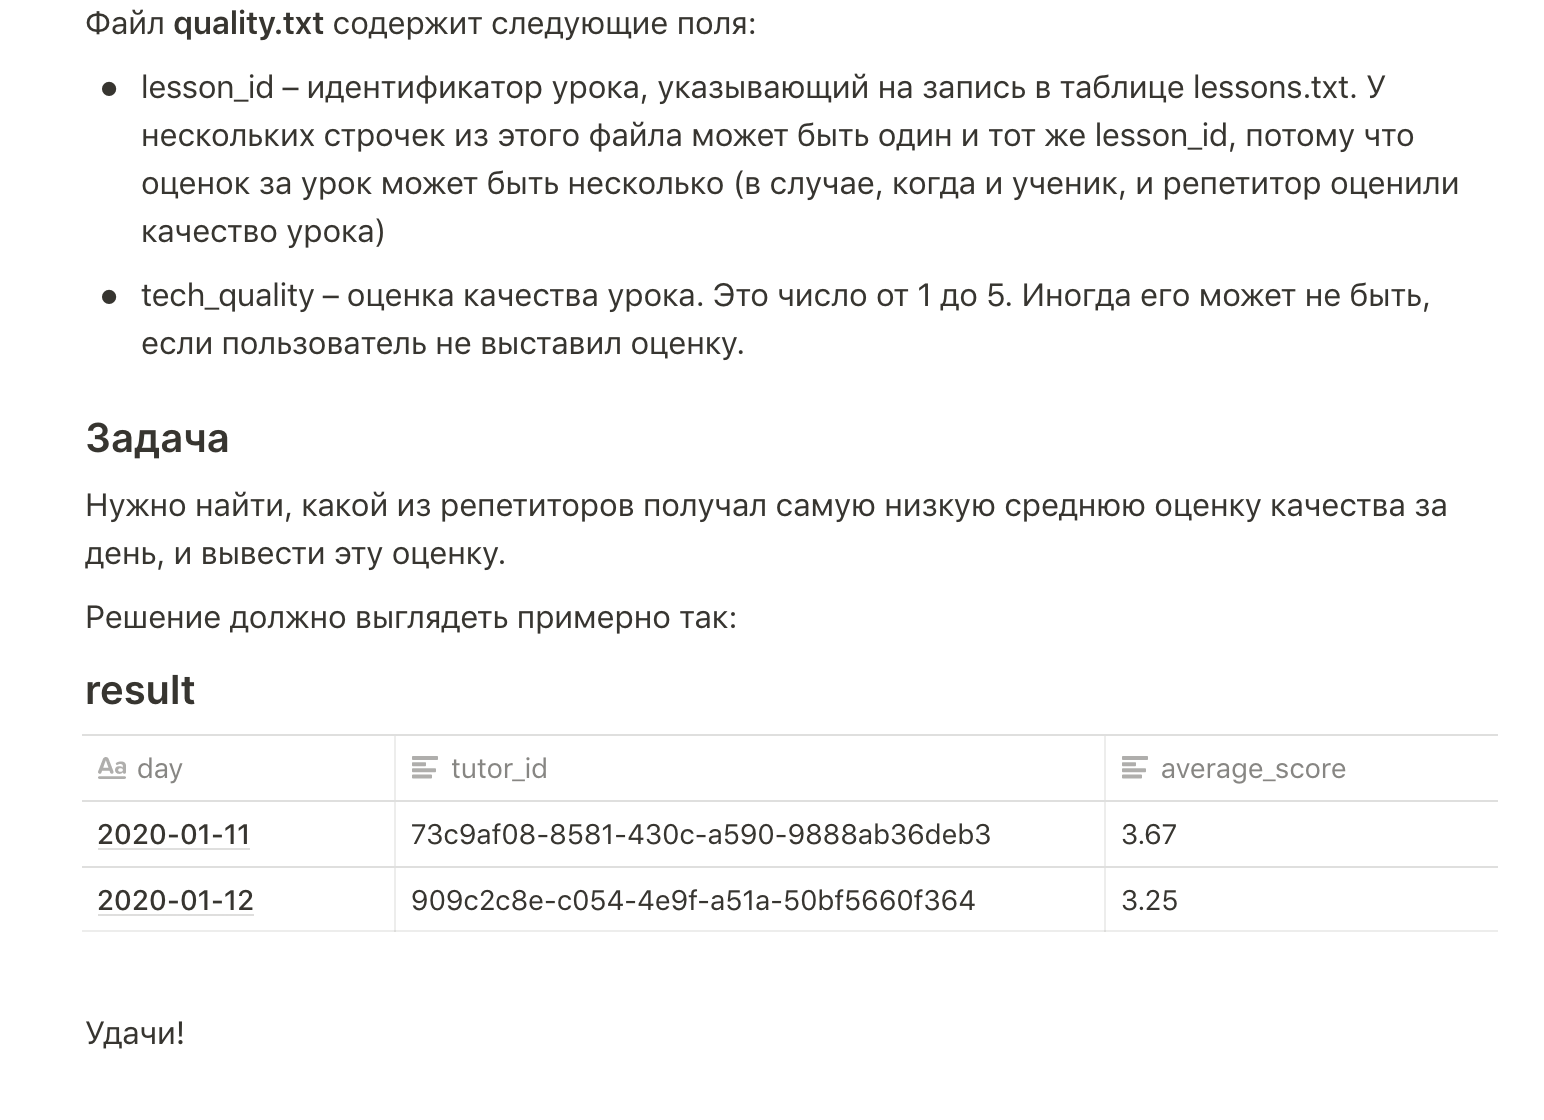 Файл quality.txt содержит следующие поля:
● lesson_id – идентификатор урока, указывающий на запись в таблице lessons.txt. У
нескольких строчек из этого файла может быть один и тот же lesson_id, потому что
оценок за урок может быть несколько (в случае, когда и ученик, и репетитор оценили
качество урока)
● tech_quality – оценка качества урока. Это число от 1 до 5. Иногда его может не быть,
если пользователь не выставил оценку.
Задача
Нужно найти, какой из репетиторов получал самую низкую среднюю оценку качества за
день, и вывести эту оценку.
Решение должно выглядеть примерно так:
result
Aa day tutor_id average_score
2020-01-11 73c9af08-8581-430c-a590-9888ab36deb3 3.67
2020-01-12 909c2c8e-c054-4e9f-a51a-50bf5660f364 3.25
Удачи!